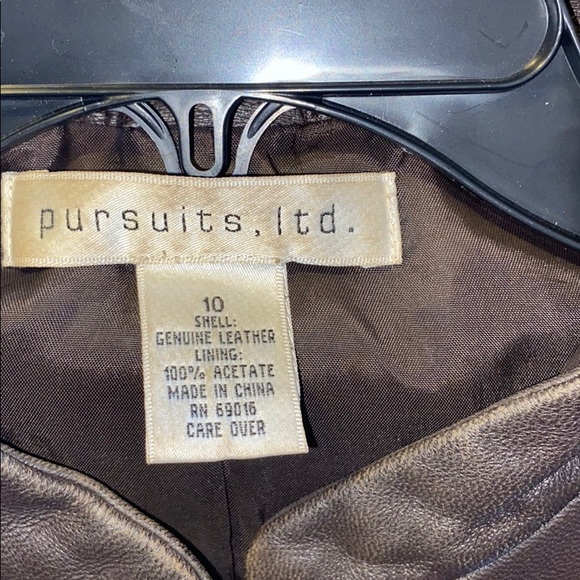 pursuits, ltd.
10
SHELL:
GENUINE LEATHER
LINING:
100% ACETATE
MADE IN CHINA
RN 69016
CARE OVER